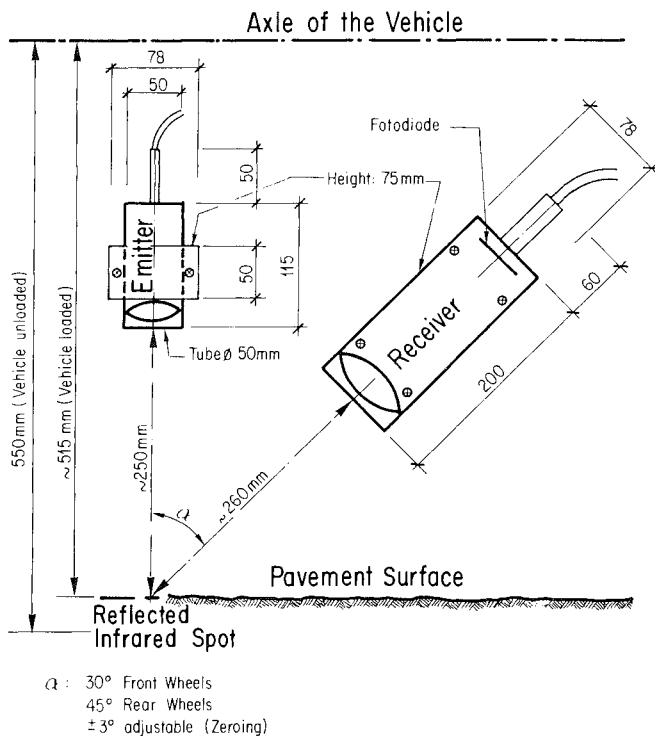 Axle of the Vehicle
78
50
Fotodiode
78
50
Height: 75mm
Emitter
50
115
60
Receiver
Tube ø 50mm
200
550mm (Vehicle unloaded)
~515 mm (Vehicle loaded)
~250mm
~260mm
α
Pavement Surface
Reflected
Infrared Spot
α : 30° Front Wheels
45° Rear Wheels
±3° adjustable (Zeroing)